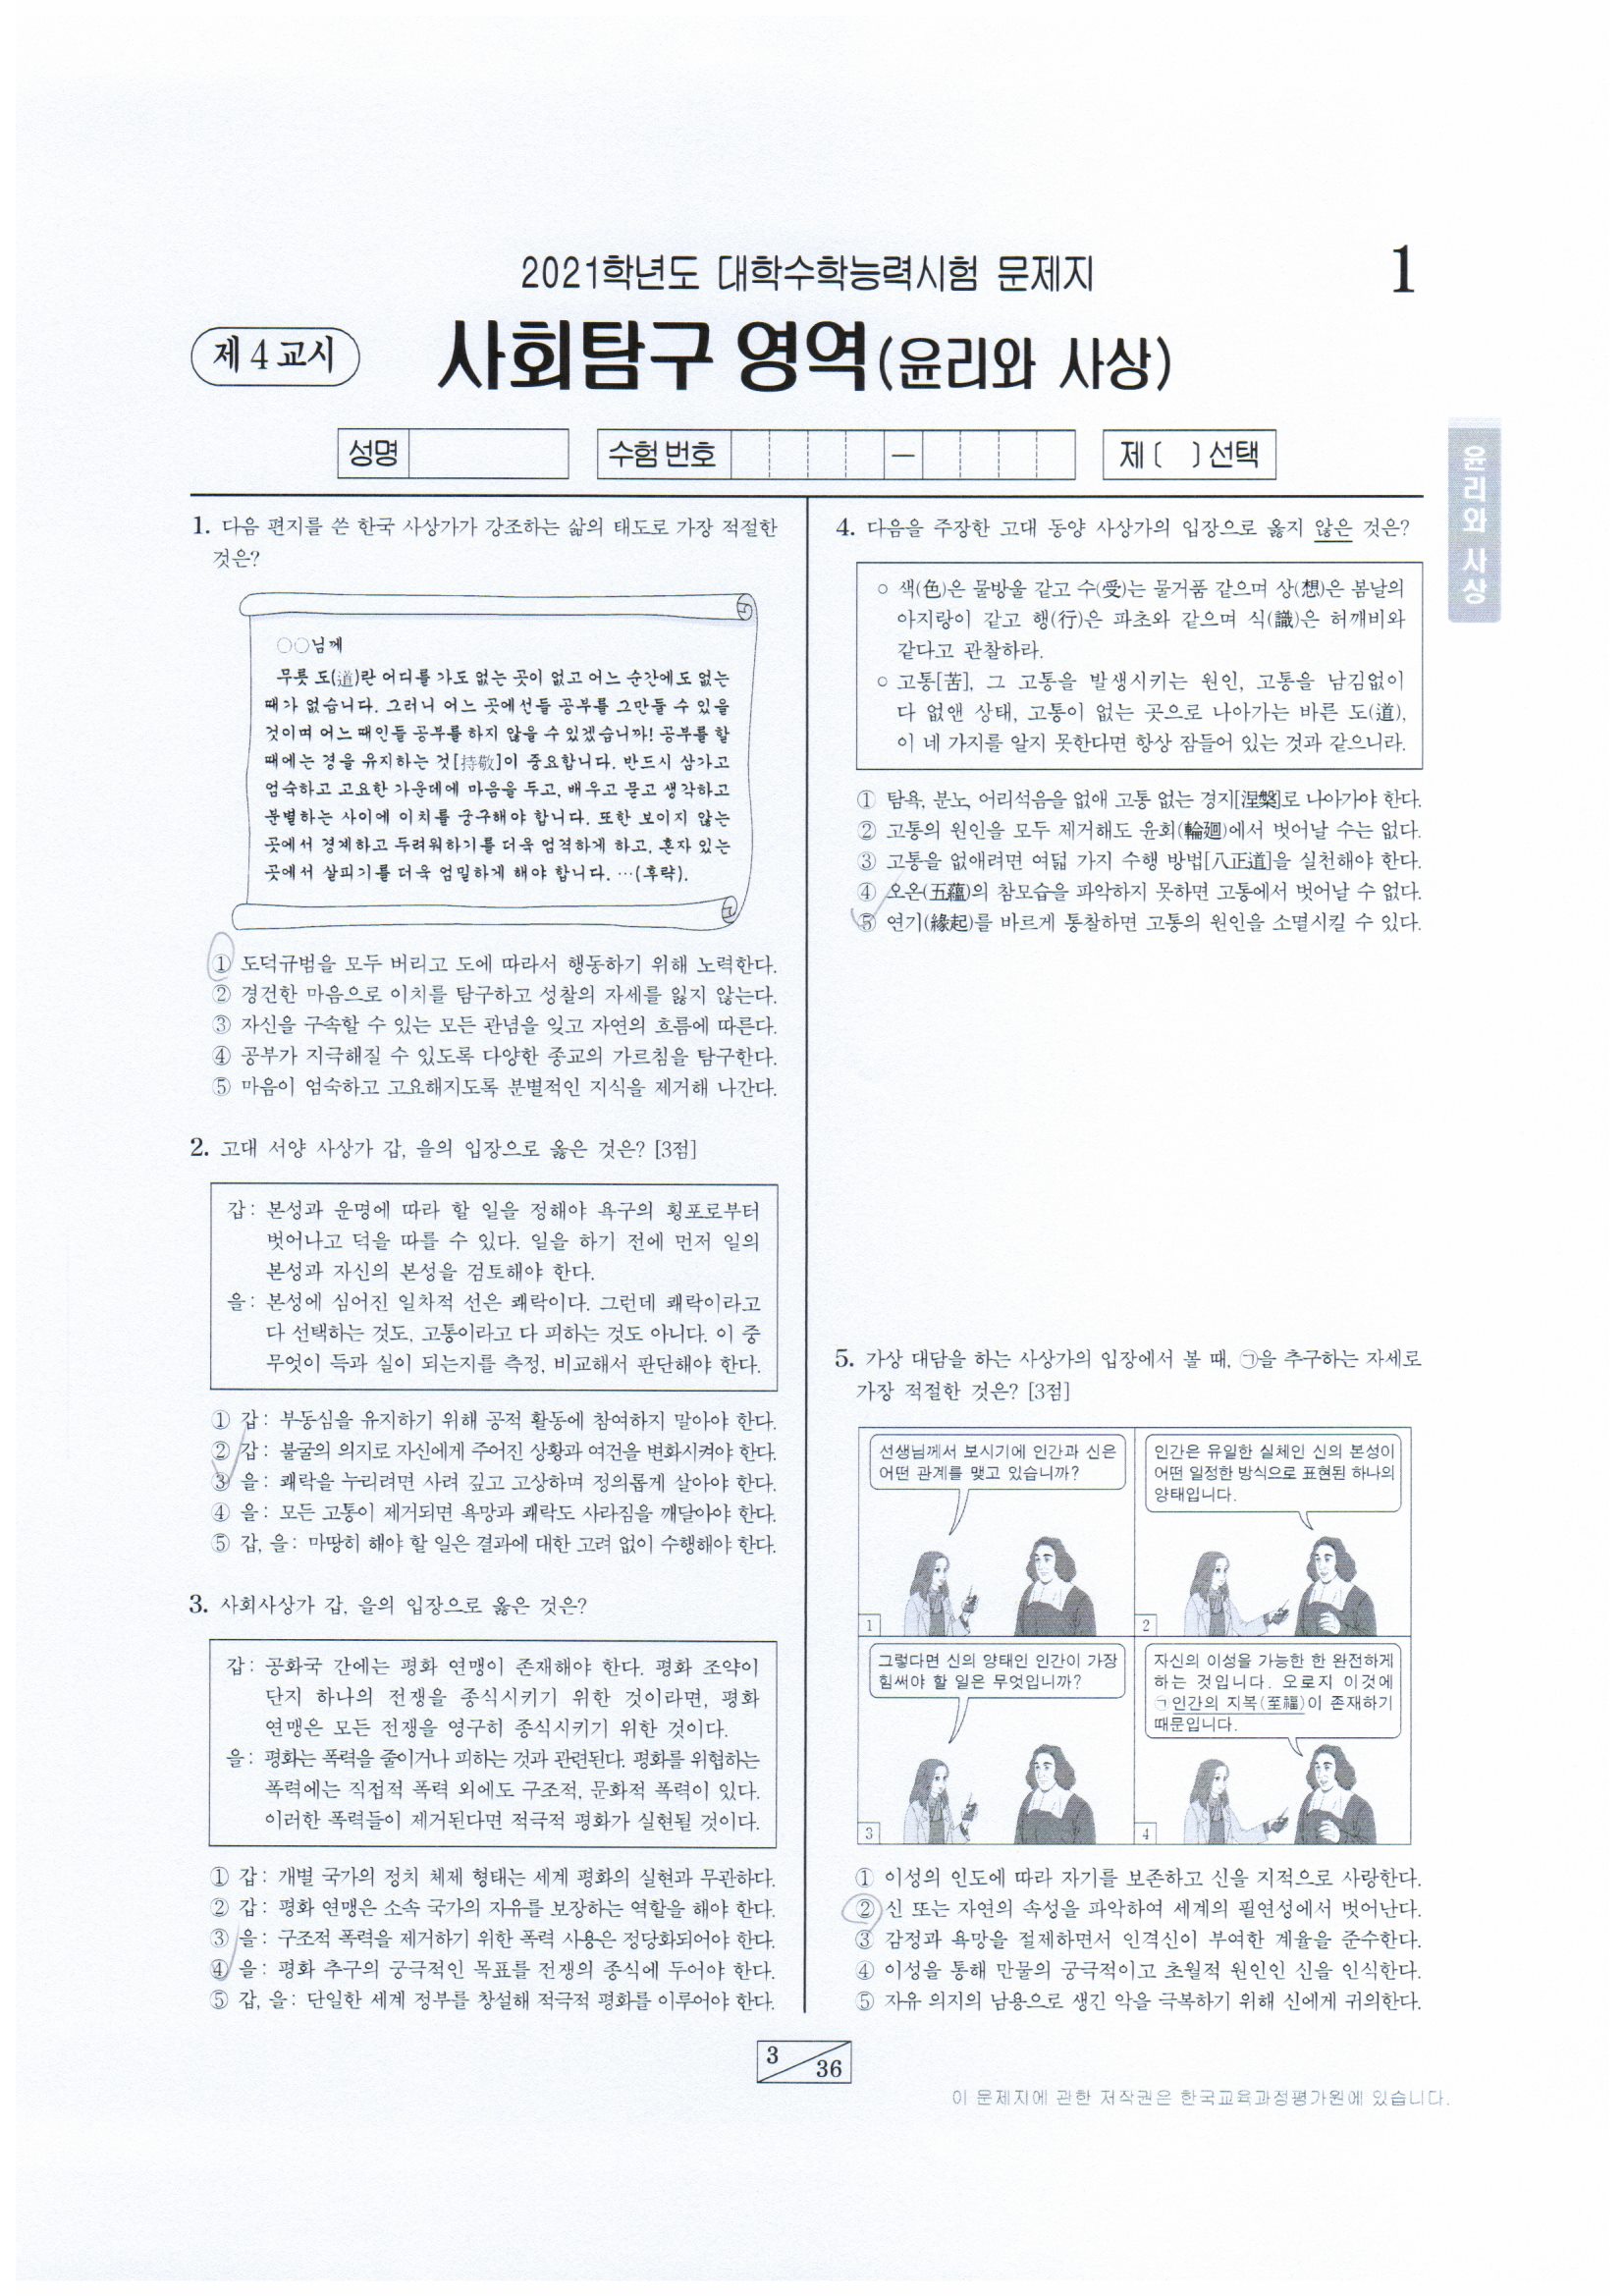 2021학년도 대학수학능력시험 문제지
1
제 4 교시
사회탐구 영역(윤리와 사상)
성명
수험 번호
—
제 [ ] 선택
윤리와 사상
1. 다음 편지를 쓴 한국 사상가가 강조하는 삶의 태도로 가장 적절한
것은?
○○님께
무릇 도(道)란 어디를 가도 없는 곳이 없고 어느 순간에도 없는
때가 없습니다. 그러니 어느 곳에선들 공부를 그만둘 수 있을
것이며 어느 때인들 공부를 하지 않을 수 있겠습니까! 공부를 할
때에는 경을 유지하는 것[持敬]이 중요합니다. 반드시 삼가고
엄숙하고 고요한 가운데에 마음을 두고, 배우고 묻고 생각하고
분별하는 사이에 이치를 궁구해야 합니다. 또한 보이지 않는
곳에서 경계하고 두려워하기를 더욱 엄격하게 하고, 혼자 있는
곳에서 살피기를 더욱 엄밀하게 해야 합니다. …(후략).
① 도덕규범을 모두 버리고 도에 따라서 행동하기 위해 노력한다.
② 경건한 마음으로 이치를 탐구하고 성찰의 자세를 잃지 않는다.
③ 자신을 구속할 수 있는 모든 관념을 잊고 자연의 흐름에 따른다.
④ 공부가 지극해질 수 있도록 다양한 종교의 가르침을 탐구한다.
⑤ 마음이 엄숙하고 고요해지도록 분별적인 지식을 제거해 나간다.
2. 고대 서양 사상가 갑, 을의 입장으로 옳은 것은? [3점]
갑: 본성과 운명에 따라 할 일을 정해야 욕구의 횡포로부터
벗어나고 덕을 따를 수 있다. 일을 하기 전에 먼저 일의
본성과 자신의 본성을 검토해야 한다.
을: 본성에 심어진 일차적 선은 쾌락이다. 그런데 쾌락이라고
다 선택하는 것도, 고통이라고 다 피하는 것도 아니다. 이 중
무엇이 득과 실이 되는지를 측정, 비교해서 판단해야 한다.
① 갑: 부동심을 유지하기 위해 공적 활동에 참여하지 말아야 한다.
② 갑: 불굴의 의지로 자신에게 주어진 상황과 여건을 변화시켜야 한다.
③ 을: 쾌락을 누리려면 사려 깊고 고상하며 정의롭게 살아야 한다.
④ 을: 모든 고통이 제거되면 욕망과 쾌락도 사라짐을 깨달아야 한다.
⑤ 갑, 을: 마땅히 해야 할 일은 결과에 대한 고려 없이 수행해야 한다.
3. 사회사상가 갑, 을의 입장으로 옳은 것은?
갑: 공화국 간에는 평화 연맹이 존재해야 한다. 평화 조약이
단지 하나의 전쟁을 종식시키기 위한 것이라면, 평화
연맹은 모든 전쟁을 영구히 종식시키기 위한 것이다.
을: 평화는 폭력을 줄이거나 피하는 것과 관련된다. 평화를 위협하는
폭력에는 직접적 폭력 외에도 구조적, 문화적 폭력이 있다.
이러한 폭력들이 제거된다면 적극적 평화가 실현될 것이다.
① 갑: 개별 국가의 정치 체제 형태는 세계 평화의 실현과 무관하다.
② 갑: 평화 연맹은 소속 국가의 자유를 보장하는 역할을 해야 한다.
③ 을: 구조적 폭력을 제거하기 위한 폭력 사용은 정당화되어야 한다.
④ 을: 평화 추구의 궁극적인 목표를 전쟁의 종식에 두어야 한다.
⑤ 갑, 을: 단일한 세계 정부를 창설해 적극적 평화를 이루어야 한다.
4. 다음을 주장한 고대 동양 사상가의 입장으로 옳지 않은 것은?
○ 색(色)은 물방울 같고 수(受)는 물거품 같으며 상(想)은 봄날의
아지랑이 같고 행(行)은 파초와 같으며 식(識)은 허깨비와
같다고 관찰하라.
○ 고통[苦], 그 고통을 발생시키는 원인, 고통을 남김없이
다 없앤 상태, 고통이 없는 곳으로 나아가는 바른 도(道),
이 네 가지를 알지 못한다면 항상 잠들어 있는 것과 같으니라.
① 탐욕, 분노, 어리석음을 없애 고통 없는 경지[涅槃]로 나아가야 한다.
② 고통의 원인을 모두 제거해도 윤회(輪廻)에서 벗어날 수는 없다.
③ 고통을 없애려면 여덟 가지 수행 방법[八正道]을 실천해야 한다.
④ 오온(五蘊)의 참모습을 파악하지 못하면 고통에서 벗어날 수 없다.
⑤ 연기(緣起)를 바르게 통찰하면 고통의 원인을 소멸시킬 수 있다.
5. 가상 대담을 하는 사상가의 입장에서 볼 때, ㉠을 추구하는 자세로
가장 적절한 것은? [3점]
선생님께서 보시기에 인간과 신은
어떤 관계를 맺고 있습니까?
1
인간은 유일한 실체인 신의 본성이
어떤 일정한 방식으로 표현된 하나의
양태입니다.
2
그렇다면 신의 양태인 인간이 가장
힘써야 할 일은 무엇입니까?
3
자신의 이성을 가능한 한 완전하게
하는 것입니다. 오로지 이것에
㉠인간의 지복(至福)이 존재하기
때문입니다.
4
① 이성의 인도에 따라 자기를 보존하고 신을 지적으로 사랑한다.
② 신 또는 자연의 속성을 파악하여 세계의 필연성에서 벗어난다.
③ 감정과 욕망을 절제하면서 인격신이 부여한 계율을 준수한다.
④ 이성을 통해 만물의 궁극적이고 초월적 원인인 신을 인식한다.
⑤ 자유 의지의 남용으로 생긴 악을 극복하기 위해 신에게 귀의한다.
3
36
이 문제지에 관한 저작권은 한국교육과정평가원에 있습니다.